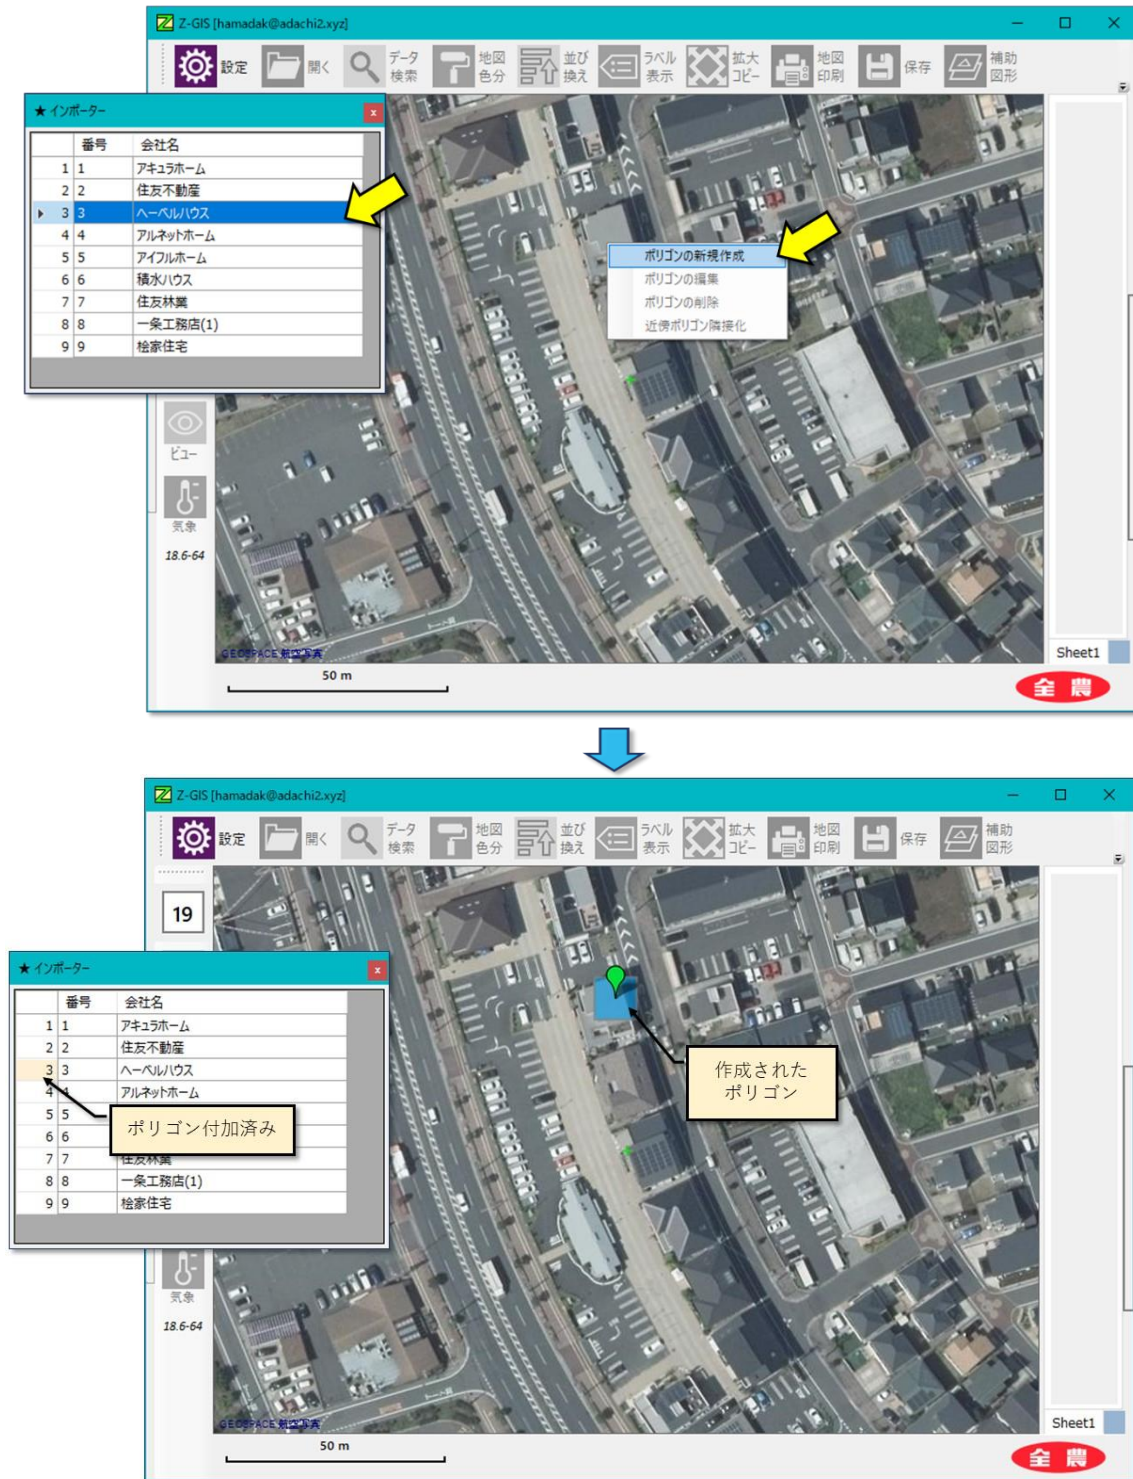 Z-GIS [hamadak@adachi2.xyz]
設定 開く データ検索 地図色分 並び換え ラベル表示 拡大コピー 地図印刷 保存 補助図形
★ インポーター
番号 会社名
1 1 アキュラホーム
2 2 住友不動産
3 3 ヘーベルハウス
4 4 アルネットホーム
5 5 アイフルホーム
6 6 積水ハウス
7 7 住友林業
8 8 一条工務店(1)
9 9 桧家住宅
ポリゴンの新規作成
ポリゴンの編集
ポリゴンの削除
近傍ポリゴン隣接化
ビュー
気象
18.6-64
GEOSPACE 航空写真
Sheet1
50 m
全農
Z-GIS [hamadak@adachi2.xyz]
設定 開く データ検索 地図色分 並び換え ラベル表示 拡大コピー 地図印刷 保存 補助図形
19
★ インポーター
番号 会社名
1 1 アキュラホーム
2 2 住友不動産
3 3 ヘーベルハウス
4 4 アルネットホーム
5 5
6 6
7 7 住友林業
8 8 一条工務店(1)
9 9 桧家住宅
ポリゴン付加済み
作成された
ポリゴン
気象
18.6-64
GEOSPACE 航空写真
Sheet1
50 m
全農